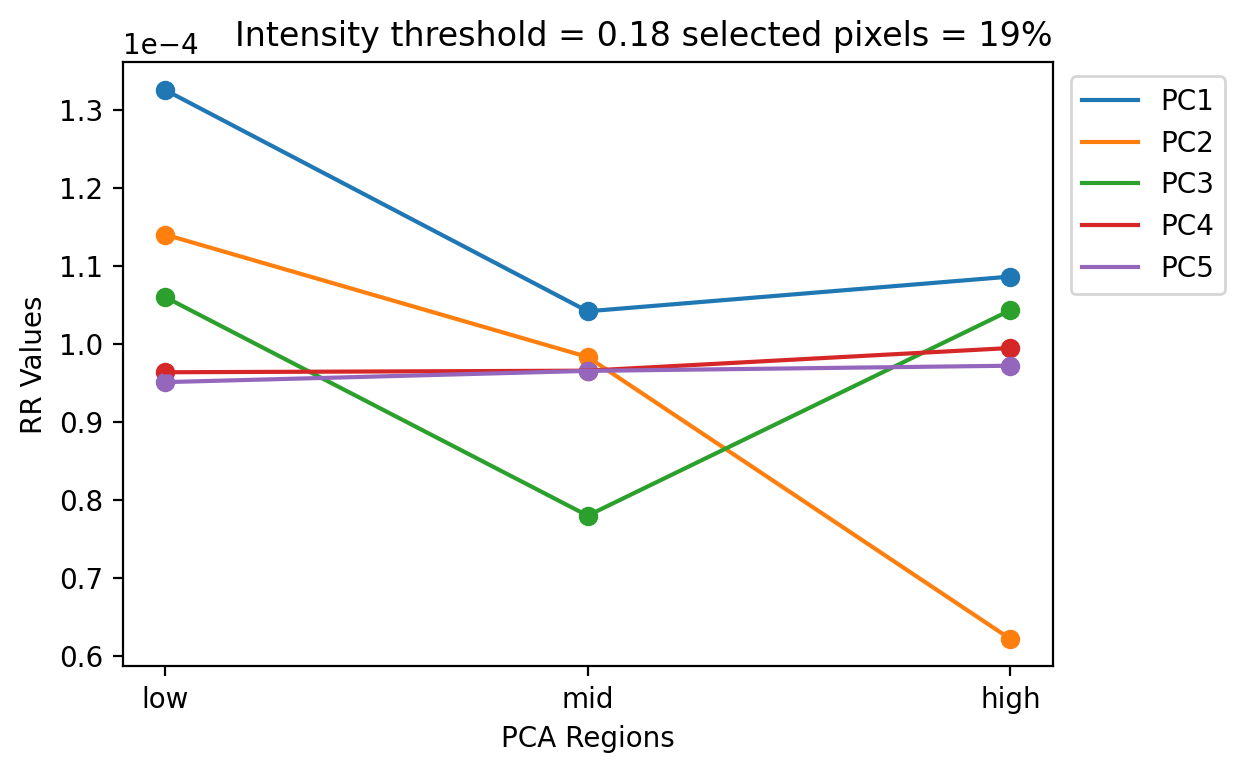 Intensity threshold = 0.18 selected pixels = 19%
1e−4
1.3
1.2
1.1
1.0
0.9
0.8
0.7
0.6
RR Values
low
mid
high
PCA Regions
PC1
PC2
PC3
PC4
PC5